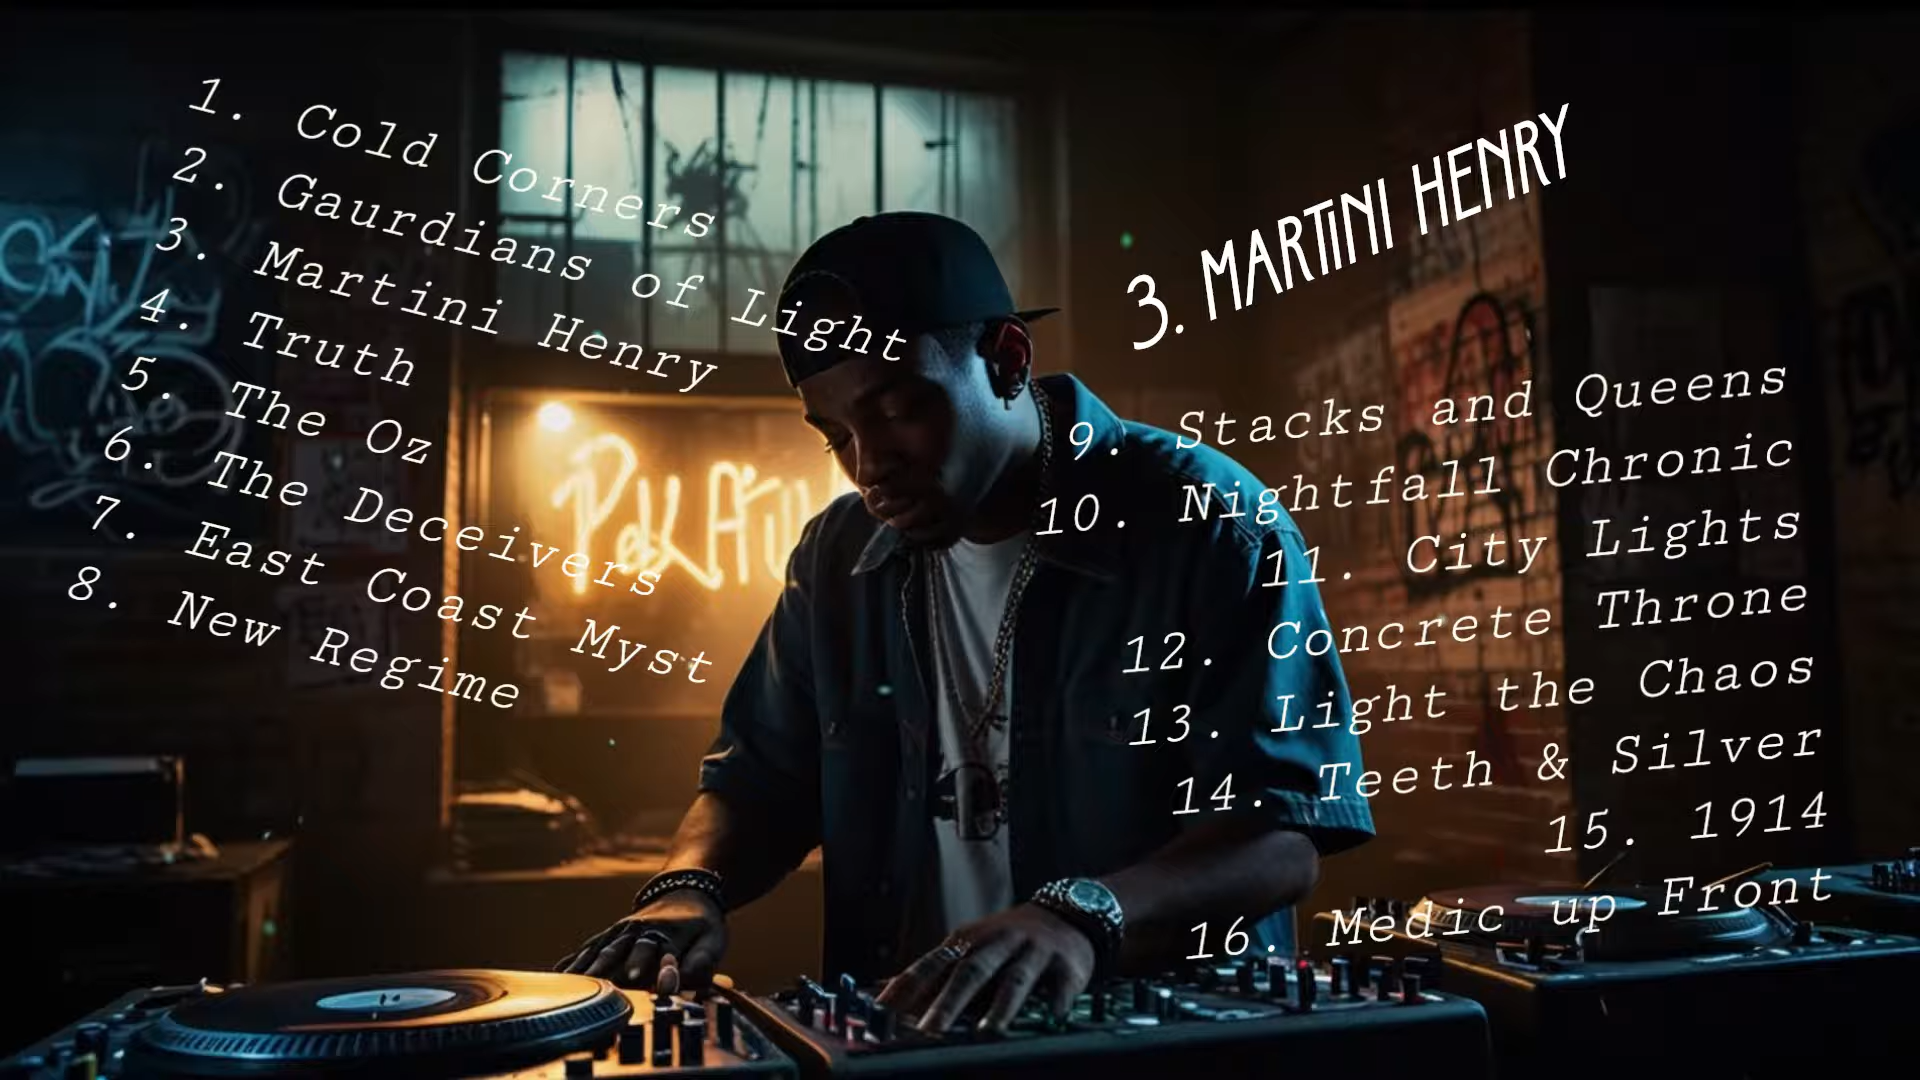 1. Cold Corners
2. Gaurdians of Light
3. Martini Henry
4. Truth
5. The Oz
6. The Deceivers
7. East Coast Myst
8. New Regime
3. MARTINI HENRY
9. Stacks and Queens
10. Nightfall Chronic
11. City Lights
12. Concrete Throne
13. Light the Chaos
14. Teeth & Silver
15. 1914
16. Medic up Front